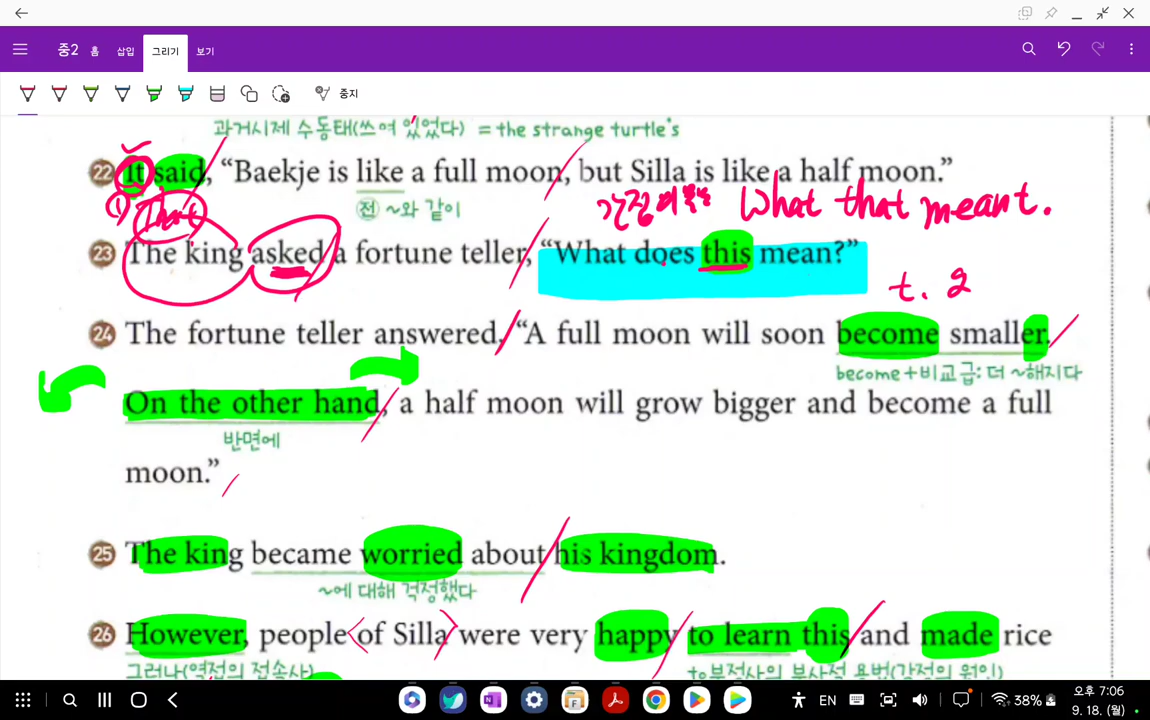 중2 홈 삽입 그리기 보기
중지
과거시제 수동태(쓰여 있었다) = the strange turtle's
22 It said, “Baekje is like a full moon, but Silla is like a half moon.”
전 ~와 같이
① That
간접의문문 What that meant.
23 The king asked a fortune teller, “What does this mean?”
t. 2
24 The fortune teller answered, “A full moon will soon become smaller.
become+비교급: 더 ~해지다
On the other hand, a half moon will grow bigger and become a full
반면에
moon.”
25 The king became worried about his kingdom.
~에 대해 걱정했다
26 However, people of Silla were very happy to learn this and made rice
그러나(역접의 접속사)
to부정사의 부사적 용법(감정의 원인)
EN 38% 오후 7:06
9. 18. (월)